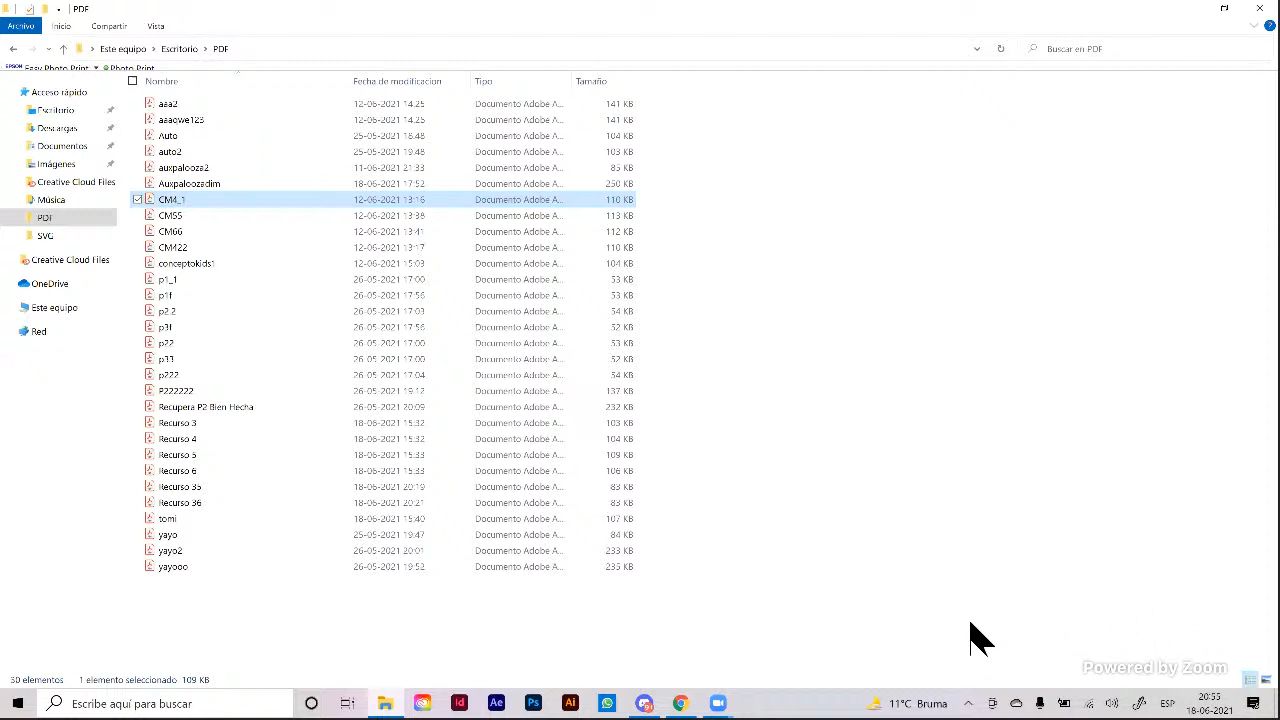 PDF
Archivo Inicio Compartir Vista
Este equipo > Escritorio > PDF Buscar en PDF
EPSON Easy Photo Print Photo Print
Nombre Fecha de modificación Tipo Tamaño
Acceso rápido
Escritorio
Descargas
Documentos
Imágenes
Creative Cloud Files
Música
PDF
SVG
Creative Cloud Files
OneDrive
Este equipo
Red
aaa2 12-06-2021 14:25 Documento Adobe A... 141 KB
aaaqwe123 12-06-2021 14:25 Documento Adobe A... 141 KB
Auto 25-05-2021 18:48 Documento Adobe A... 104 KB
auto2 25-05-2021 19:48 Documento Adobe A... 103 KB
auxpalooza2 11-06-2021 21:33 Documento Adobe A... 85 KB
Auxpaloozadim 18-06-2021 17:52 Documento Adobe A... 250 KB
CM4_1 12-06-2021 13:16 Documento Adobe A... 110 KB
CM55 12-06-2021 13:38 Documento Adobe A... 113 KB
CM66 12-06-2021 13:41 Documento Adobe A... 112 KB
CM422 12-06-2021 13:17 Documento Adobe A... 110 KB
conceptokids1 12-06-2021 15:03 Documento Adobe A... 104 KB
p1_1 26-05-2021 17:00 Documento Adobe A... 53 KB
p1f 26-05-2021 17:56 Documento Adobe A... 53 KB
p2.2 26-05-2021 17:03 Documento Adobe A... 54 KB
p3f 26-05-2021 17:56 Documento Adobe A... 52 KB
p22 26-05-2021 17:00 Documento Adobe A... 53 KB
p33 26-05-2021 17:00 Documento Adobe A... 52 KB
p222 26-05-2021 17:04 Documento Adobe A... 54 KB
P222222 26-05-2021 19:12 Documento Adobe A... 137 KB
Recupera P2 Bien Hecha 26-05-2021 20:09 Documento Adobe A... 232 KB
Recurso 3 18-06-2021 15:32 Documento Adobe A... 103 KB
Recurso 4 18-06-2021 15:32 Documento Adobe A... 104 KB
Recurso 5 18-06-2021 15:33 Documento Adobe A... 109 KB
Recurso 6 18-06-2021 15:33 Documento Adobe A... 106 KB
Recurso 35 18-06-2021 20:19 Documento Adobe A... 83 KB
Recurso 36 18-06-2021 20:21 Documento Adobe A... 83 KB
tomi 18-06-2021 15:40 Documento Adobe A... 107 KB
yayo 25-05-2021 19:47 Documento Adobe A... 84 KB
yayo2 26-05-2021 20:01 Documento Adobe A... 233 KB
yayooo 26-05-2021 19:52 Documento Adobe A... 235 KB
Powered by Zoom
30 elementos 1 elemento seleccionado 109 KB
Escribe aquí para buscar Id Ae Ps Ai 11°C Bruma ESP 20:55
18-06-2021